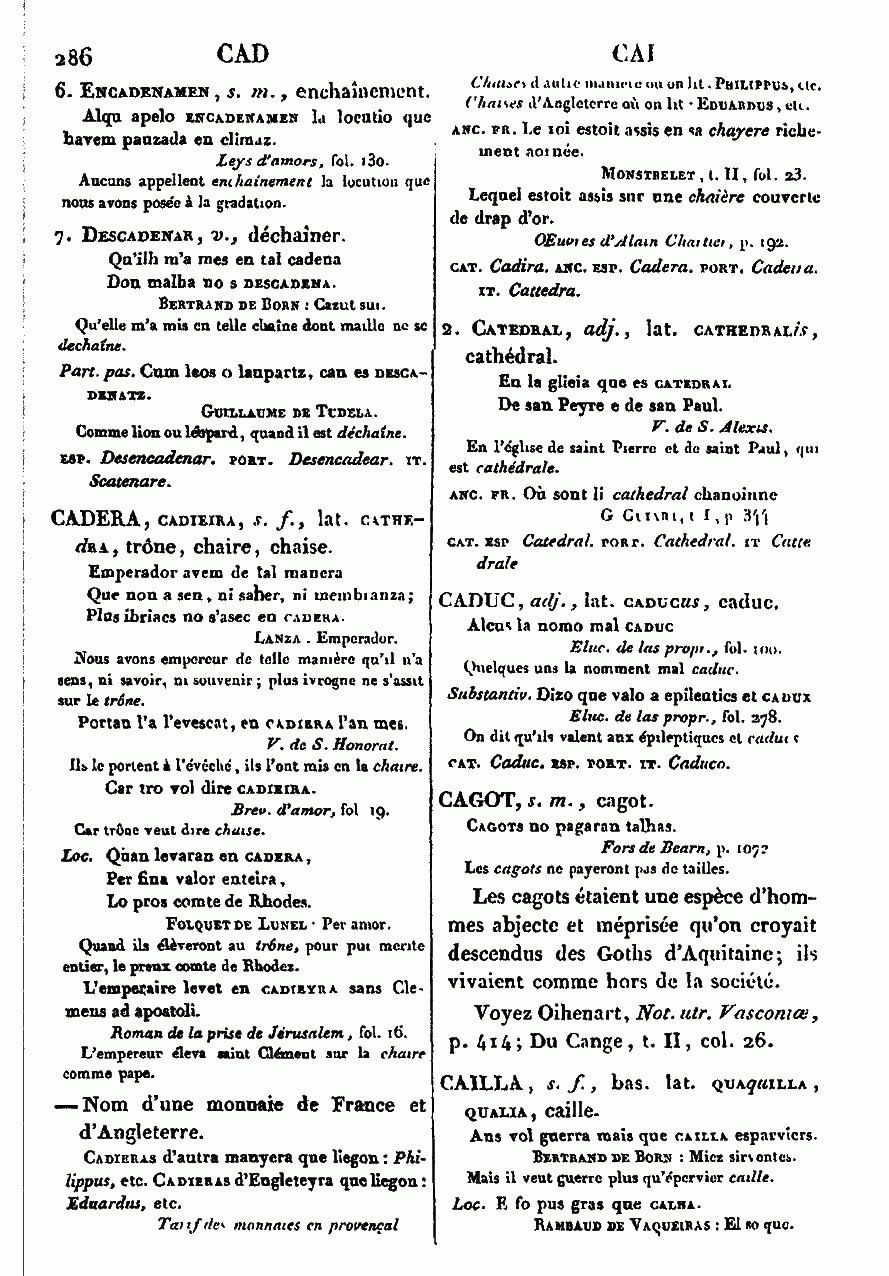 286 CAD CAI
6. ENCADENAMEN, s. m., enchaînement.
Alqu apelo ENCADENAMEN la locutio que
havem pauzada en climaz.
Leys d'amors, fol. 130.
Aucuns appellent enchaînement la locution que
nous avons posée à la gradation.
7. DESCADENAR, v., déchaîner.
Qu'ilh m'a mes en tal cadena
Don malha no s DESCADENA.
BERTRAND DE BORN : Cazut sui.
Qu'elle m'a mis en telle chaîne dont maille ne se
dechaîne.
Part. pas. Cum leos o laupartz, can es DESCA-
DENATZ.
GUILLAUME DE TUDELA.
Comme lion ou léopard, quand il est déchaîne.
ESP. Desencadenar. PORT. Desencadear. IT.
Scatenare.
CADERA, CADIEIRA, s. f., lat. CATHE-
dRA, trône, chaire, chaise.
Emperador avem de tal manera
Que non a sen, ni saber, ni membranza;
Plus ibriacs no s'asec en CADERA.
LANZA. Emperador.
Nous avons empereur de telle manière qu'il n'a
sens, ni savoir, ni souvenir; plus ivrogne ne s'assit
sur le trône.
Portan l'a l'evescat, en CADIERA l'an mes.
V. de S. Honorat.
Ils le portent à l'évêché, ils l'ont mis en la chaire.
Car tro vol dire CADIEIRA.
Brev. d'amor, fol 19.
Car trône veut dire chaise.
Loc. Quan levaran en CADERA,
Per fina valor enteira,
Lo pros comte de Rhodes.
FOLQUET DE LUNEL : Per amor.
Quand ils élèveront au trône, pour pur merite
entier, le preux comte de Rhodez.
L'emperaire levet en CADIEYRA sans Cle-
mens ad apostoli.
Roman de la prise de Jérusalem, fol. 16.
L'empereur éleva saint Clément sur la chaire
comme pape.
— Nom d'une monnaie de France et
d'Angleterre.
CADIERAS d'autra manyera que liegon : Phi-
lippus, etc. CADIERAS d'Engleteyra que liegon :
Eduardus, etc.
Tarif des monnaies en provençal
Chaises d'autre maniere où on lit . PHILIPPUS, etc.
Chaises d'Angleterre où on lit · EDUARDUS, etc.
ANC. FR. Le roi estoit assis en sa chayere riche-
ment aornée.
MONSTRELET, t. II, fol. 23.
Lequel estoit assis sur une chaière couverte
de drap d'or.
OEuvres d'Alain Chartier, p. 192.
CAT. Cadira. ANC. ESP. Cadera. PORT. Cadeira.
IT. Cattedra.
2. CATEDRAL, adj., lat. CATHEDRALis,
cathédral.
En la glieia que es CATEDRAL
De san Peyre e de san Paul.
V. de S. Alexis.
En l'église de saint Pierre et de saint Paul, qui
est cathédrale.
ANC. FR. Où sont li cathedral chanoinne
G GUIART, t I, p 344
CAT. ESP Catedral. PORT. Cathedral. IT Catte
drale
CADUC, adj., lat. CADUCus, caduc.
Alcus la nomo mal CADUC
Eluc. de las propr., fol. 100.
Quelques uns la nomment mal caduc.
Substantiv. Dizo que valo a epilentics et CADUX
Eluc. de las propr., fol. 278.
On dit qu'ils valent aux épileptiques et caducs
CAT. Caduc. ESP. PORT. IT. Caduco.
CAGOT, s. m., cagot.
CAGOTS no pagaran talhas.
Fors de Bearn, p. 1072
Les cagots ne payeront pas de tailles.
Les cagots étaient une espèce d'hom-
mes abjecte et méprisée qu'on croyait
descendus des Goths d'Aquitaine; ils
vivaient comme hors de la société.
Voyez Oihenart, Not. utr. Vasconiæ,
p. 414; Du Cange, t. II, col. 26.
CAILLA, s. f., bas. lat. QUAquILLA,
QUALIA, caille.
Ans vol guerra mais que CAILLA esparviers.
BERTRAND DE BORN : Miez sirventes.
Mais il veut guerre plus qu'épervier caille.
Loc. E fo pus gras que CALHA.
RAMBAUD DE VAQUEIRAS : El so que.